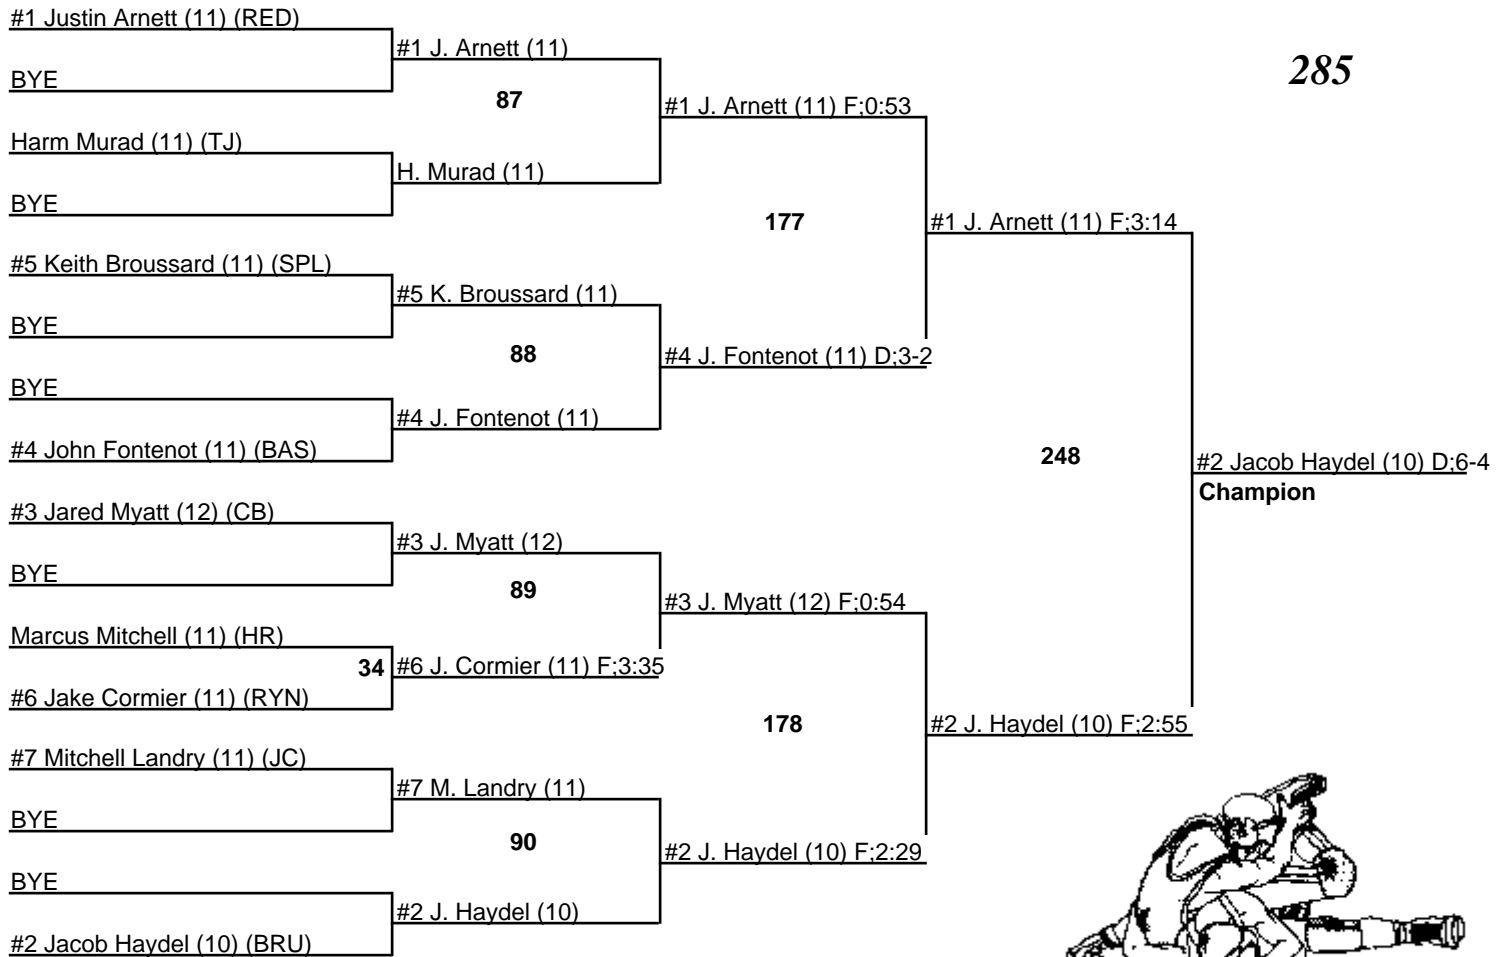 #1 Justin Arnett (11) (RED)
BYE
Harm Murad (11) (TJ)
BYE
#5 Keith Broussard (11) (SPL)
BYE
BYE
#4 John Fontenot (11) (BAS)
#3 Jared Myatt (12) (CB)
BYE
Marcus Mitchell (11) (HR)
#6 Jake Cormier (11) (RYN)
#7 Mitchell Landry (11) (JC)
BYE
BYE
#2 Jacob Haydel (10) (BRU)
34
#1 J. Arnett (11)
87
H. Murad (11)
#5 K. Broussard (11)
88
#4 J. Fontenot (11)
#3 J. Myatt (12)
89
#6 J. Cormier (11) F;3:35
#7 M. Landry (11)
90
#2 J. Haydel (10)
#1 J. Arnett (11) F;0:53
177
#4 J. Fontenot (11) D;3-2
#3 J. Myatt (12) F;0:54
178
#2 J. Haydel (10) F;2:29
#1 J. Arnett (11) F;3:14
248
#2 J. Haydel (10) F;2:55
285
#2 Jacob Haydel (10) D;6-4
Champion